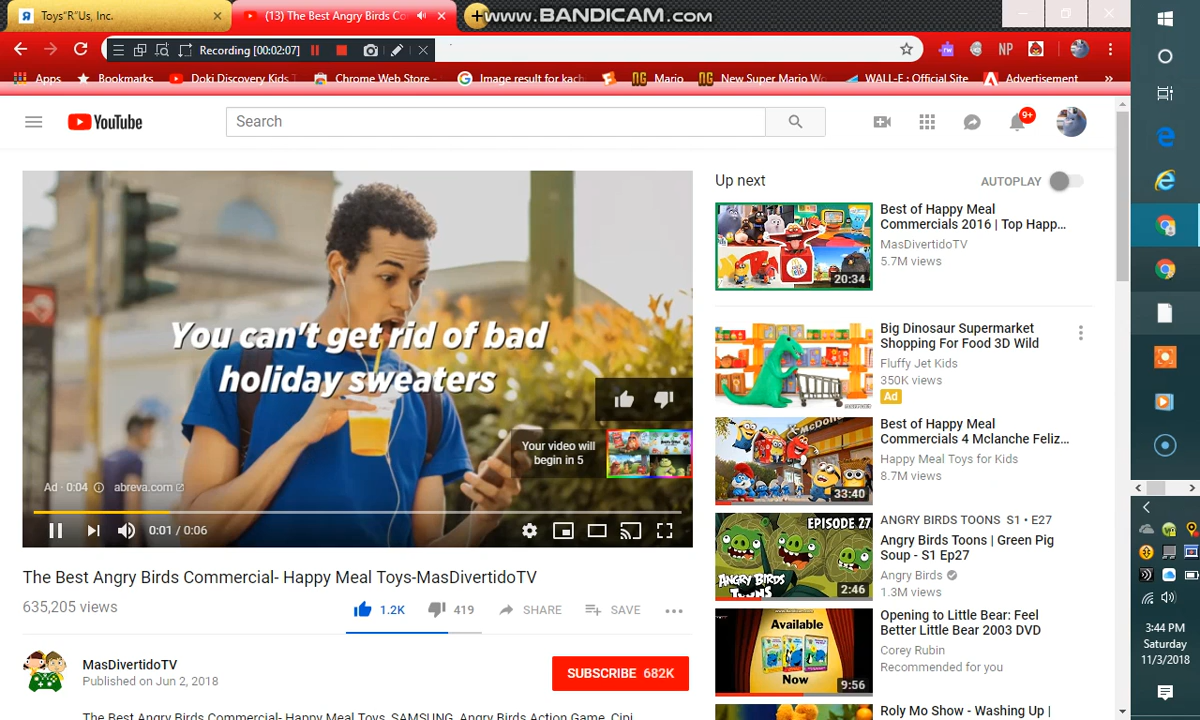 Toys"R"Us, Inc.
(13) The Best Angry Birds Co
www.BANDICAM.com
Recording [00:02:07]
NP
Apps
Bookmarks
Doki Discovery Kids
Chrome Web Store -
Image result for kach
Mario
New Super Mario Wo
WALL-E : Official Site
Advertisement
YouTube
Search
9+
You can't get rid of bad
holiday sweaters
Your video will
begin in 5
Ad · 0:04
abreva.com
0:01 / 0:06
The Best Angry Birds Commercial- Happy Meal Toys-MasDivertidoTV
635,205 views
1.2K
419
SHARE
SAVE
MasDivertidoTV
Published on Jun 2, 2018
SUBSCRIBE 682K
The Best Angry Birds Commercial- Happy Meal Toys, SAMSUNG, Angry Birds Action Game, Cini
Up next
AUTOPLAY
20:34
Best of Happy Meal
Commercials 2016 | Top Happ...
MasDivertidoTV
5.7M views
Big Dinosaur Supermarket
Shopping For Food 3D Wild
Fluffy Jet Kids
350K views
Ad
33:40
Best of Happy Meal
Commercials 4 Mclanche Feliz...
Happy Meal Toys for Kids
8.7M views
EPISODE 27
ANGRY BIRDS
TOONS
2:46
ANGRY BIRDS TOONS S1 • E27
Angry Birds Toons | Green Pig
Soup - S1 Ep27
Angry Birds
1.3M views
Available
Now
9:56
Opening to Little Bear: Feel
Better Little Bear 2003 DVD
Corey Rubin
Recommended for you
Roly Mo Show - Washing Up |
3:44 PM
Saturday
11/3/2018